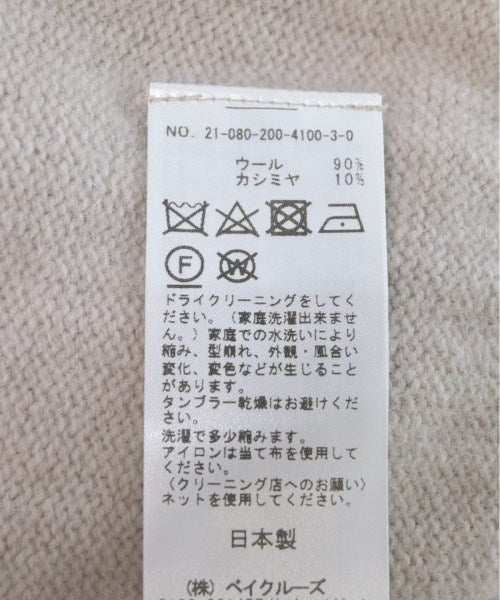 NO. 21-080-200-4100-3-0
ウール 90%
カシミヤ 10%
F W
ドライクリーニングをしてく
ださい。（家庭洗濯出来ませ
ん。）家庭での水洗いにより
縮み、型崩れ、外観・風合い
変化、変色などが生じること
があります。
タンブラー乾燥はお避けくだ
さい。
洗濯で多少縮みます。
アイロンは当て布を使用して
ください。
〈クリーニング店へのお願い〉
ネットを使用してください。
日本製
（株）ベイクルーズ